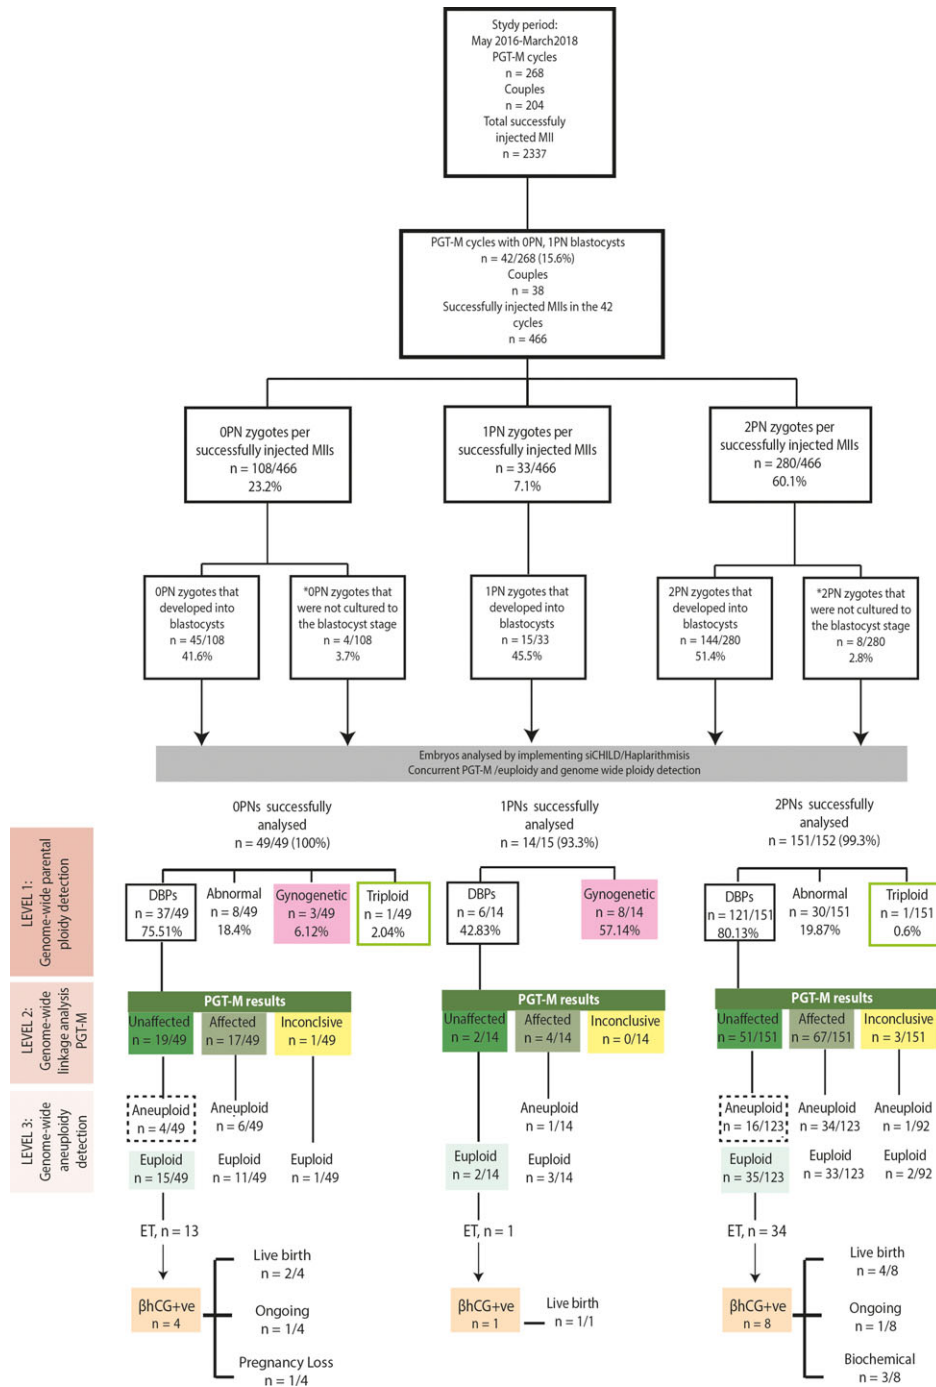 Stydy period:
May 2016-March2018
PGT-M cycles
n = 268
Couples
n = 204
Total successfuly
injected MII
n = 2337
PGT-M cycles with 0PN, 1PN blastocysts
n = 42/268 (15.6%)
Couples
n = 38
Successfully injected MIIs in the 42
cycles
n = 466
0PN zygotes per
successfully injected MIIs
n = 108/466
23.2%
1PN zygotes per
successfully injected MIIs
n = 33/466
7.1%
2PN zygotes per
successfully injected MIIs
n = 280/466
60.1%
0PN zygotes that
developed into
blastocysts
n = 45/108
41.6%
*0PN zygotes that
were not cultured to
the blastocyst stage
n = 4/108
3.7%
1PN zygotes that
developed into
blastocysts
n = 15/33
45.5%
2PN zygotes that
developed into
blastocysts
n = 144/280
51.4%
*2PN zygotes that
were not cultured to
the blastocyst stage
n = 8/280
2.8%
Embryos analysed by implementing siCHILD/Haplarithmisis
Concurrent PGT-M /euploidy and genome wide ploidy detection
LEVEL 1:
Genome-wide parental
ploidy detection
0PNs successfully
analysed
n = 49/49 (100%)
DBPs
n = 37/49
75.51%
Abnormal
n = 8/49
18.4%
Gynogenetic
n = 3/49
6.12%
Triploid
n = 1/49
2.04%
1PNs successfully
analysed
n = 14/15 (93.3%)
DBPs
n = 6/14
42.83%
Gynogenetic
n = 8/14
57.14%
2PNs successfully
analysed
n = 151/152 (99.3%)
DBPs
n = 121/151
80.13%
Abnormal
n = 30/151
19.87%
Triploid
n = 1/151
0.6%
LEVEL 2:
Genome-wide
linkage analysis
PGT-M
PGT-M results
Unaffected
n = 19/49
Affected
n = 17/49
Inconclsive
n = 1/49
PGT-M results
Unaffected
n = 2/14
Affected
n = 4/14
Inconclusive
n = 0/14
PGT-M results
Unaffected
n = 51/151
Affected
n = 67/151
Inconclusive
n = 3/151
LEVEL 3:
Genome-wide
aneuploidy
detection
Aneuploid
n = 4/49
Aneuploid
n = 6/49
Euploid
n = 15/49
Euploid
n = 11/49
Euploid
n = 1/49
Aneuploid
n = 1/14
Euploid
n = 2/14
Euploid
n = 3/14
Aneuploid
n = 16/123
Aneuploid
n = 34/123
Aneuploid
n = 1/92
Euploid
n = 35/123
Euploid
n = 33/123
Euploid
n = 2/92
ET, n = 13
βhCG+ve
n = 4
Live birth
n = 2/4
Ongoing
n = 1/4
Pregnancy Loss
n = 1/4
ET, n = 1
βhCG+ve
n = 1
Live birth
n = 1/1
ET, n = 34
βhCG+ve
n = 8
Live birth
n = 4/8
Ongoing
n = 1/8
Biochemical
n = 3/8